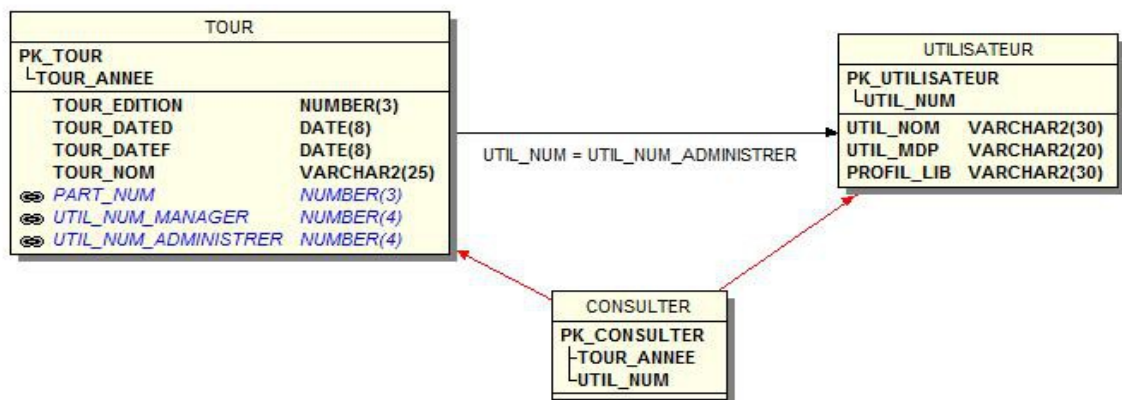 TOUR
PK_TOUR
TOUR_ANNEE
TOUR_EDITION NUMBER(3)
TOUR_DATED DATE(8)
TOUR_DATEF DATE(8)
TOUR_NOM VARCHAR2(25)
PART_NUM NUMBER(3)
UTIL_NUM_MANAGER NUMBER(4)
UTIL_NUM_ADMINISTRER NUMBER(4)
UTIL_NUM = UTIL_NUM_ADMINISTRER
UTILISATEUR
PK_UTILISATEUR
UTIL_NUM
UTIL_NOM VARCHAR2(30)
UTIL_MDP VARCHAR2(20)
PROFIL_LIB VARCHAR2(30)
CONSULTER
PK_CONSULTER
TOUR_ANNEE
UTIL_NUM